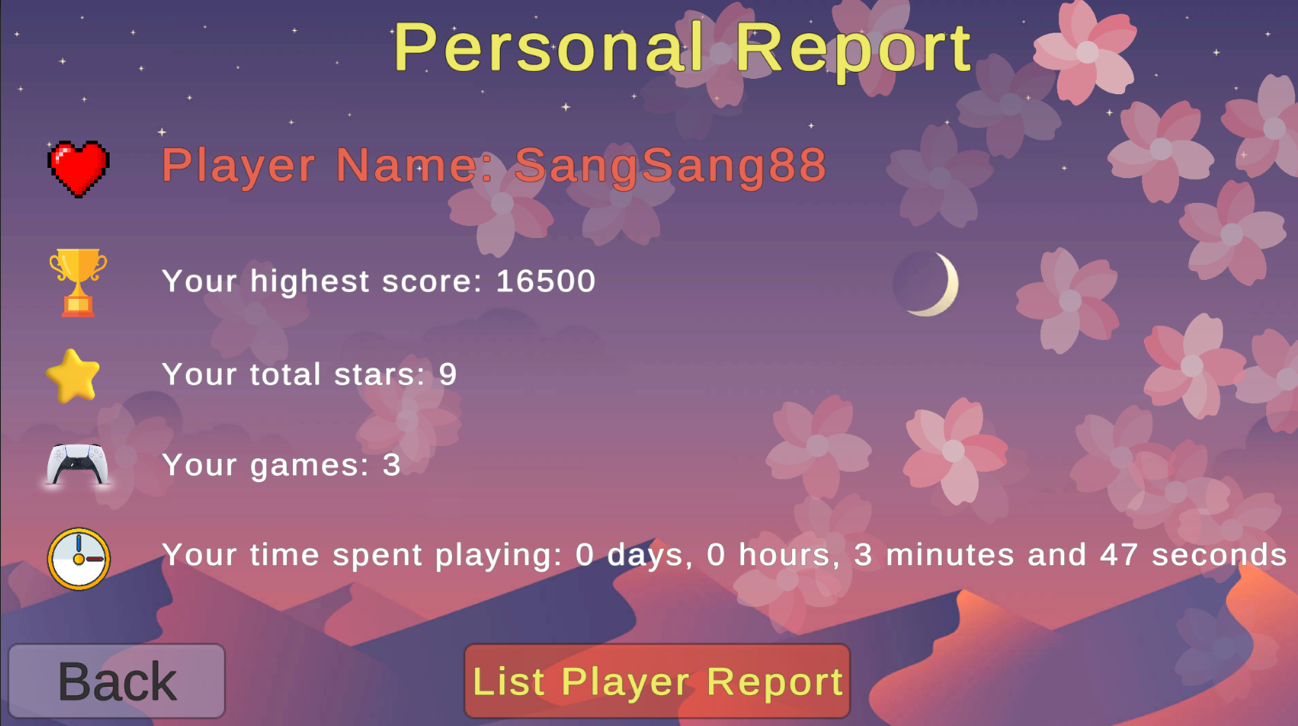 Personal Report
Player Name: SangSang88
Your highest score: 16500
Your total stars: 9
Your games: 3
Your time spent playing: 0 days, 0 hours, 3 minutes and 47 seconds
Back
List Player Report